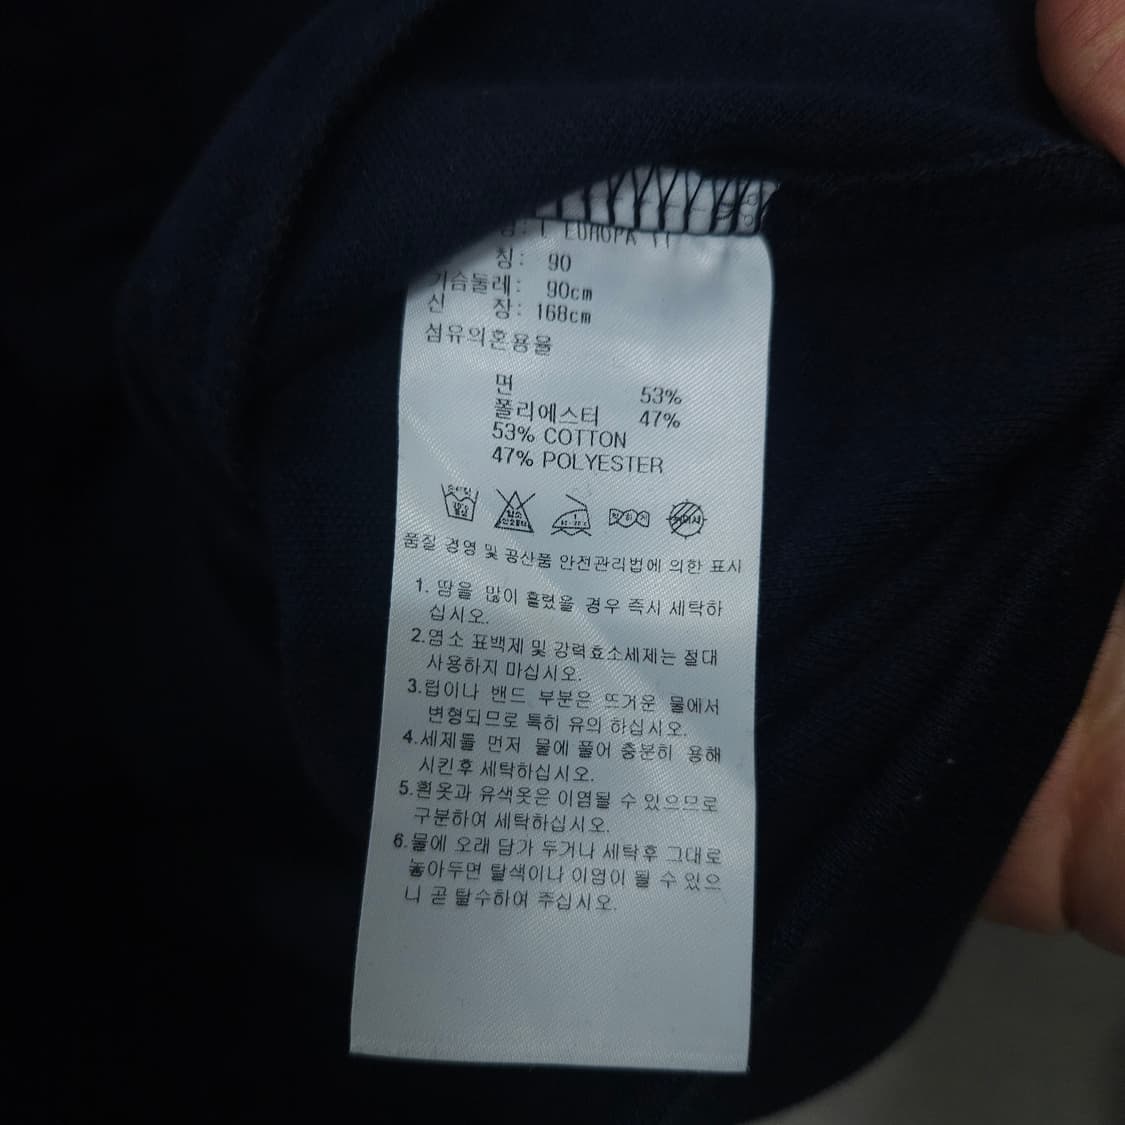 EUROPA
칭: 90
가슴둘레: 90cm
신 장: 168cm
섬유의혼용율
면 53%
폴리에스터 47%
53% COTTON
47% POLYESTER
품질 경영 및 공산품 안전관리법에 의한 표시
1. 땀을 많이 흘렸을 경우 즉시 세탁하
십시오.
2.염소 표백제 및 강력효소세제는 절대
사용하지 마십시오.
3.립이나 밴드 부분은 뜨거운 물에서
변형되므로 특히 유의 하십시오.
4.세제를 먼저 물에 풀어 충분히 용해
시킨후 세탁하십시오.
5.흰옷과 유색옷은 이염될 수 있으므로
구분하여 세탁하십시오.
6.물에 오래 담가 두거나 세탁후 그대로
놓아두면 탈색이나 이염이 될 수 있으
니 곧 탈수하여 주십시오.